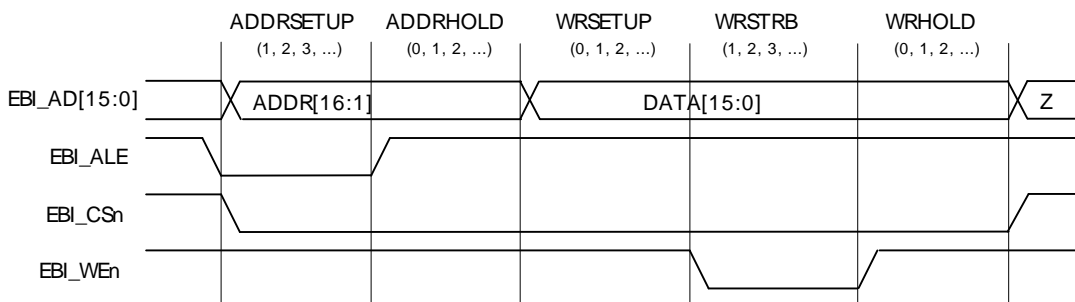 ADDRSETUP ADDRHOLD WRSETUP WRSTRB WRHOLD
(1, 2, 3, ...) (0, 1, 2, ...) (0, 1, 2, ...) (1, 2, 3, ...) (0, 1, 2, ...)
EBI_AD[15:0] ADDR[16:1] DATA[15:0] Z
EBI_ALE
EBI_CSn
EBI_WEn